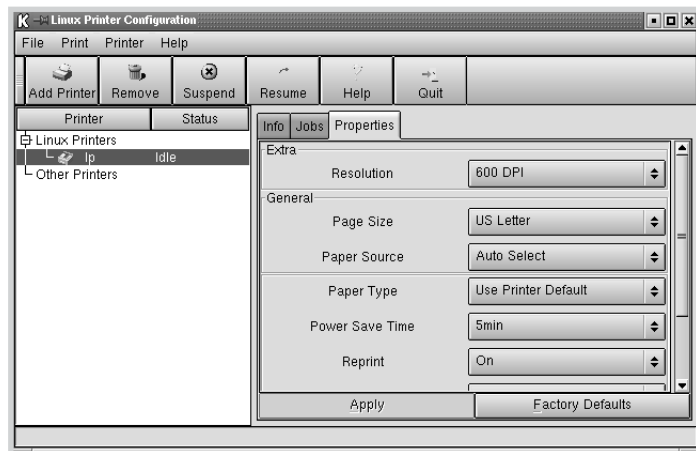 Linux Printer Configuration
File Print Printer Help
Add Printer Remove Suspend Resume Help Quit
Printer Status
Linux Printers
lp Idle
Other Printers
Info Jobs Properties
Extra
Resolution 600 DPI
General
Page Size US Letter
Paper Source Auto Select
Paper Type Use Printer Default
Power Save Time 5min
Reprint On
Apply Factory Defaults